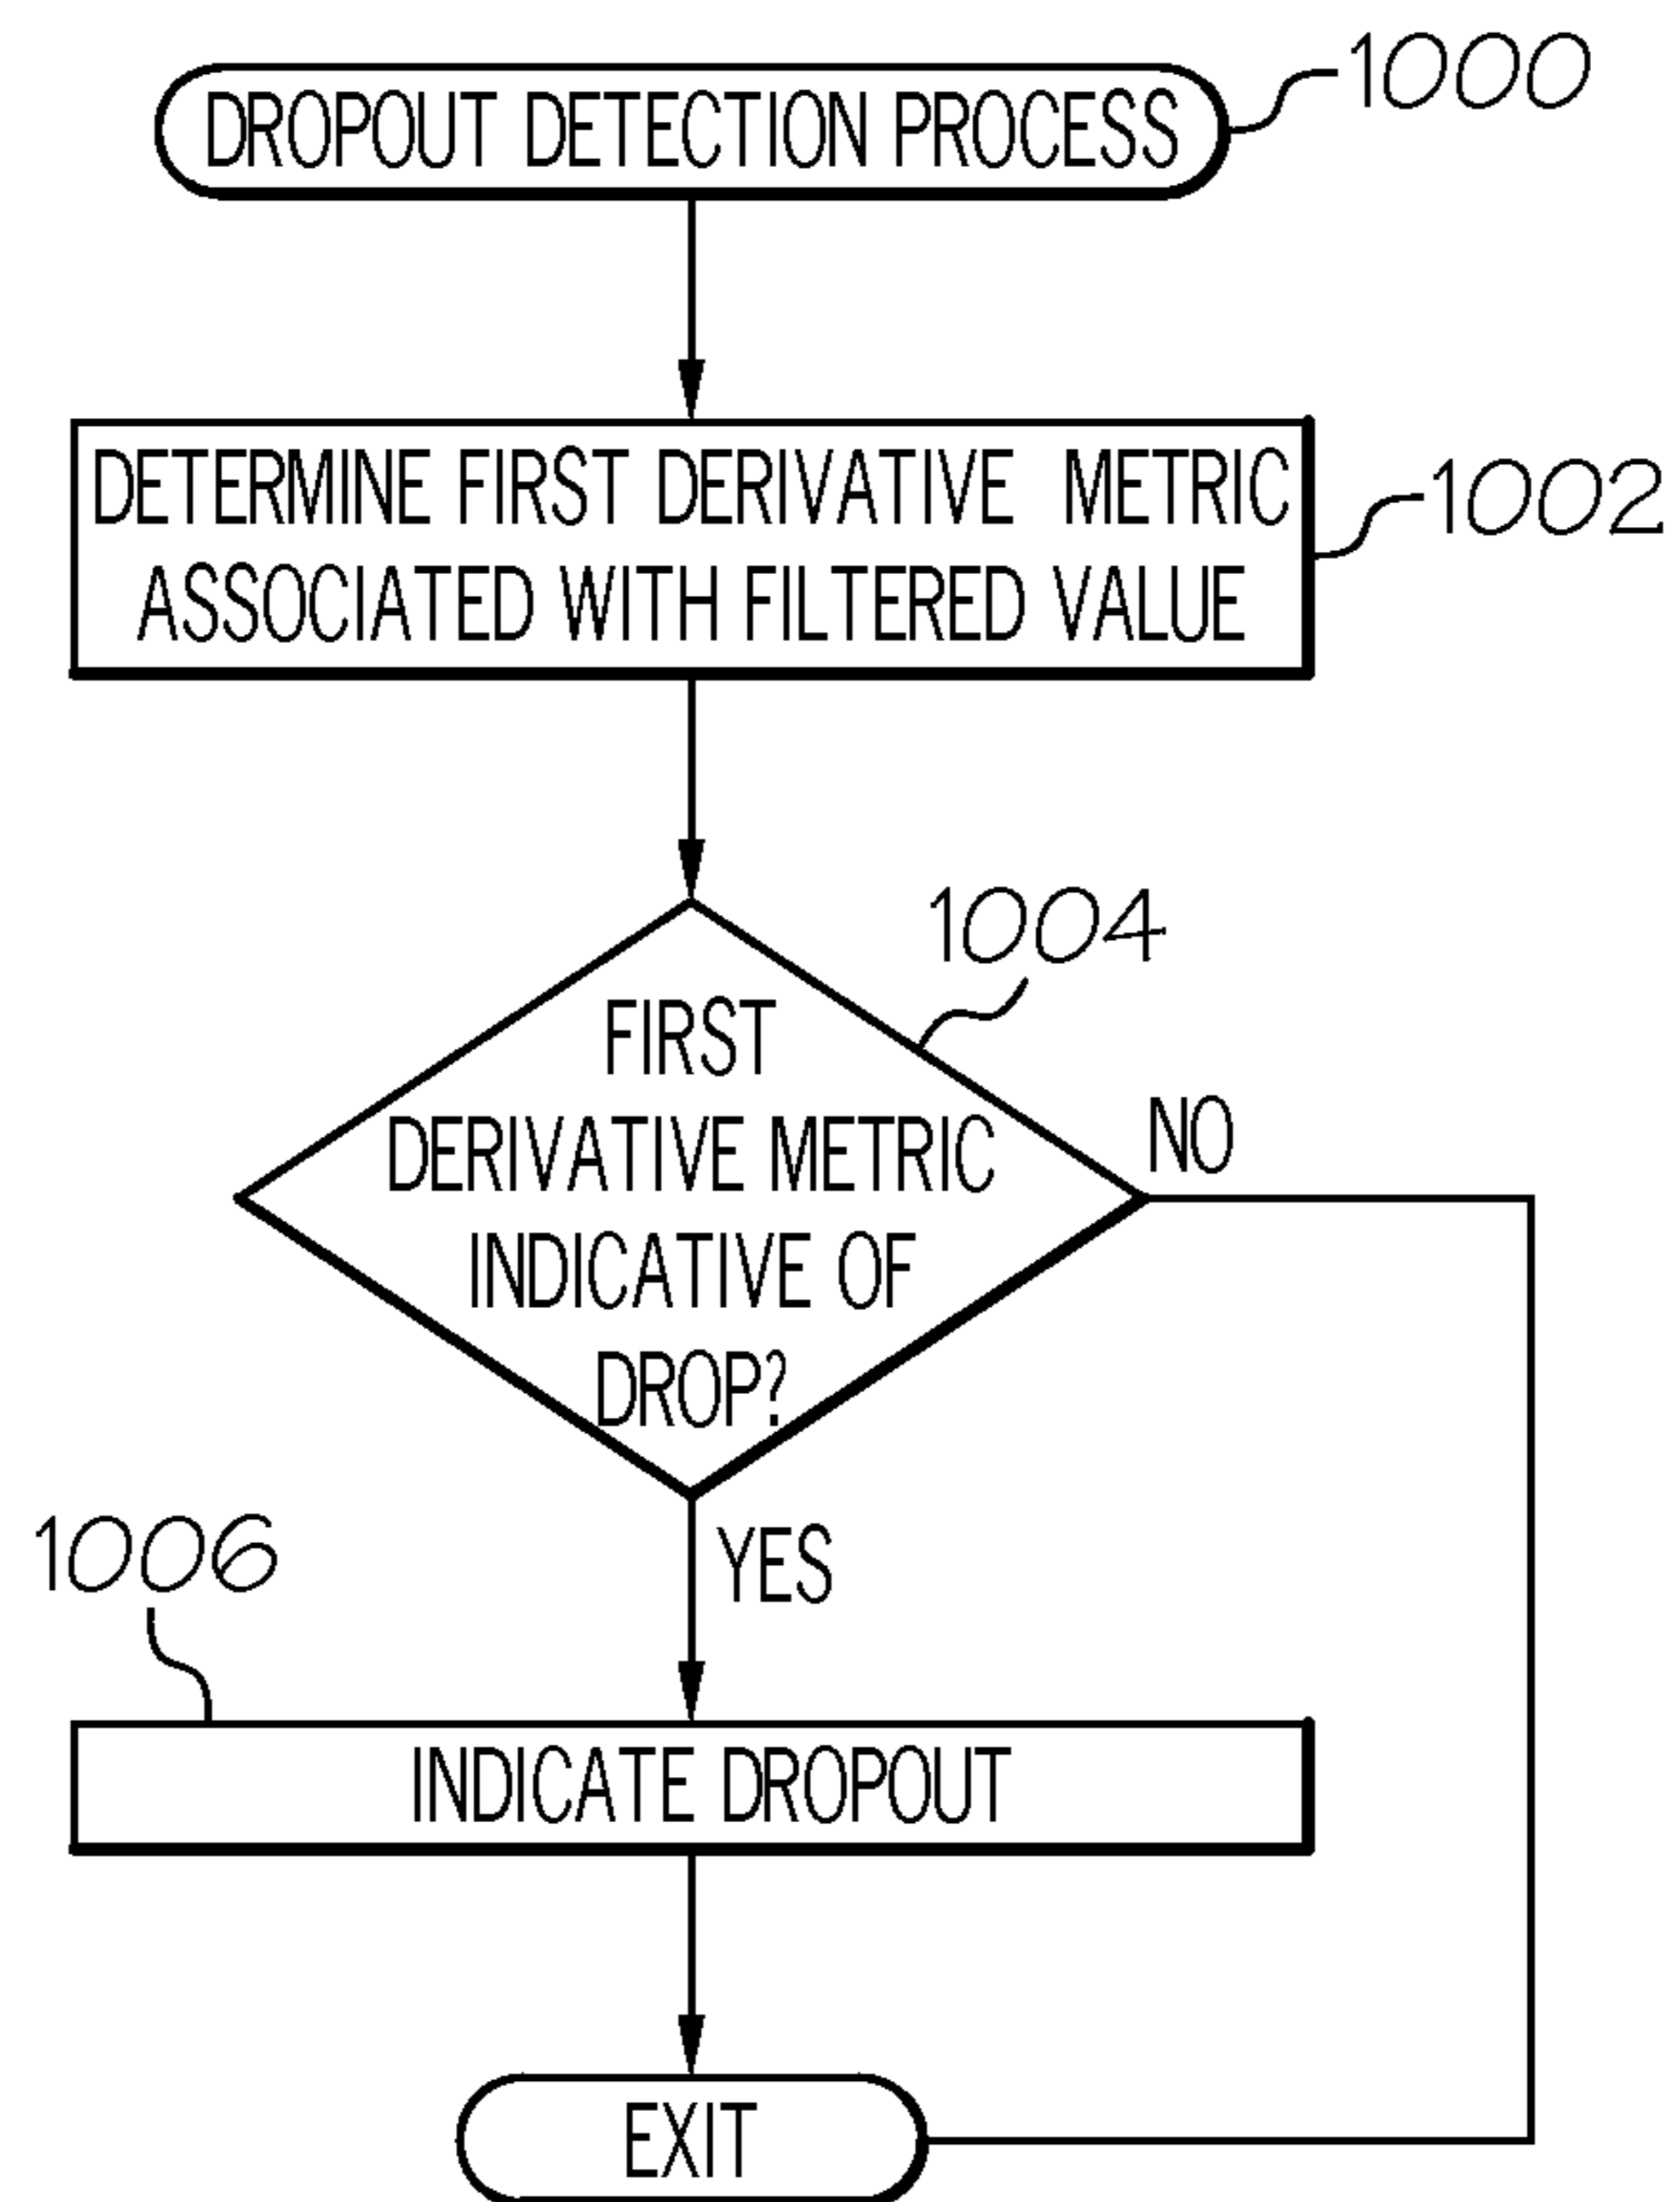 DROPOUT DETECTION PROCESS
1000
DETERMINE FIRST DERIVATIVE METRIC
ASSOCIATED WITH FILTERED VALUE
1002
1004
FIRST
DERIVATIVE METRIC
INDICATIVE OF
DROP?
NO
YES
1006
INDICATE DROPOUT
EXIT